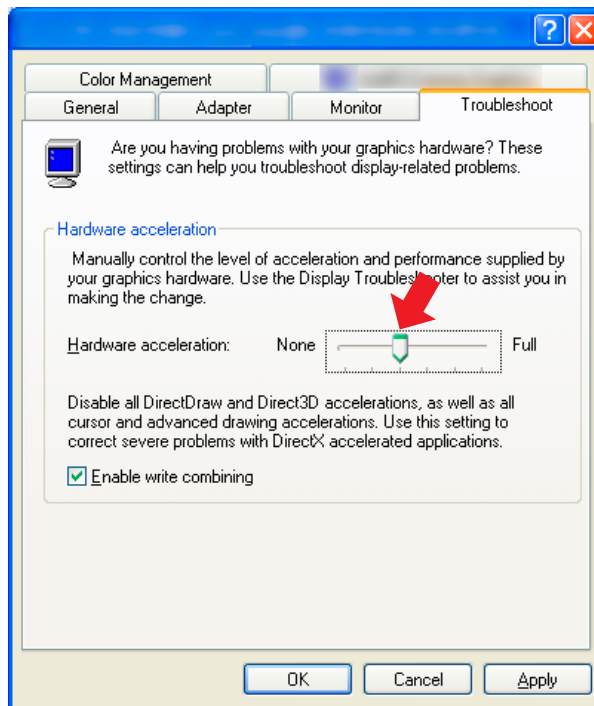 Color Management
General
Adapter
Monitor
Troubleshoot
Are you having problems with your graphics hardware? These
settings can help you troubleshoot display-related problems.
Hardware acceleration
Manually control the level of acceleration and performance supplied by
your graphics hardware. Use the Display Troubleshooter to assist you in
making the change.
Hardware acceleration: None Full
Disable all DirectDraw and Direct3D accelerations, as well as all
cursor and advanced drawing accelerations. Use this setting to
correct severe problems with DirectX accelerated applications.
Enable write combining
OK Cancel Apply